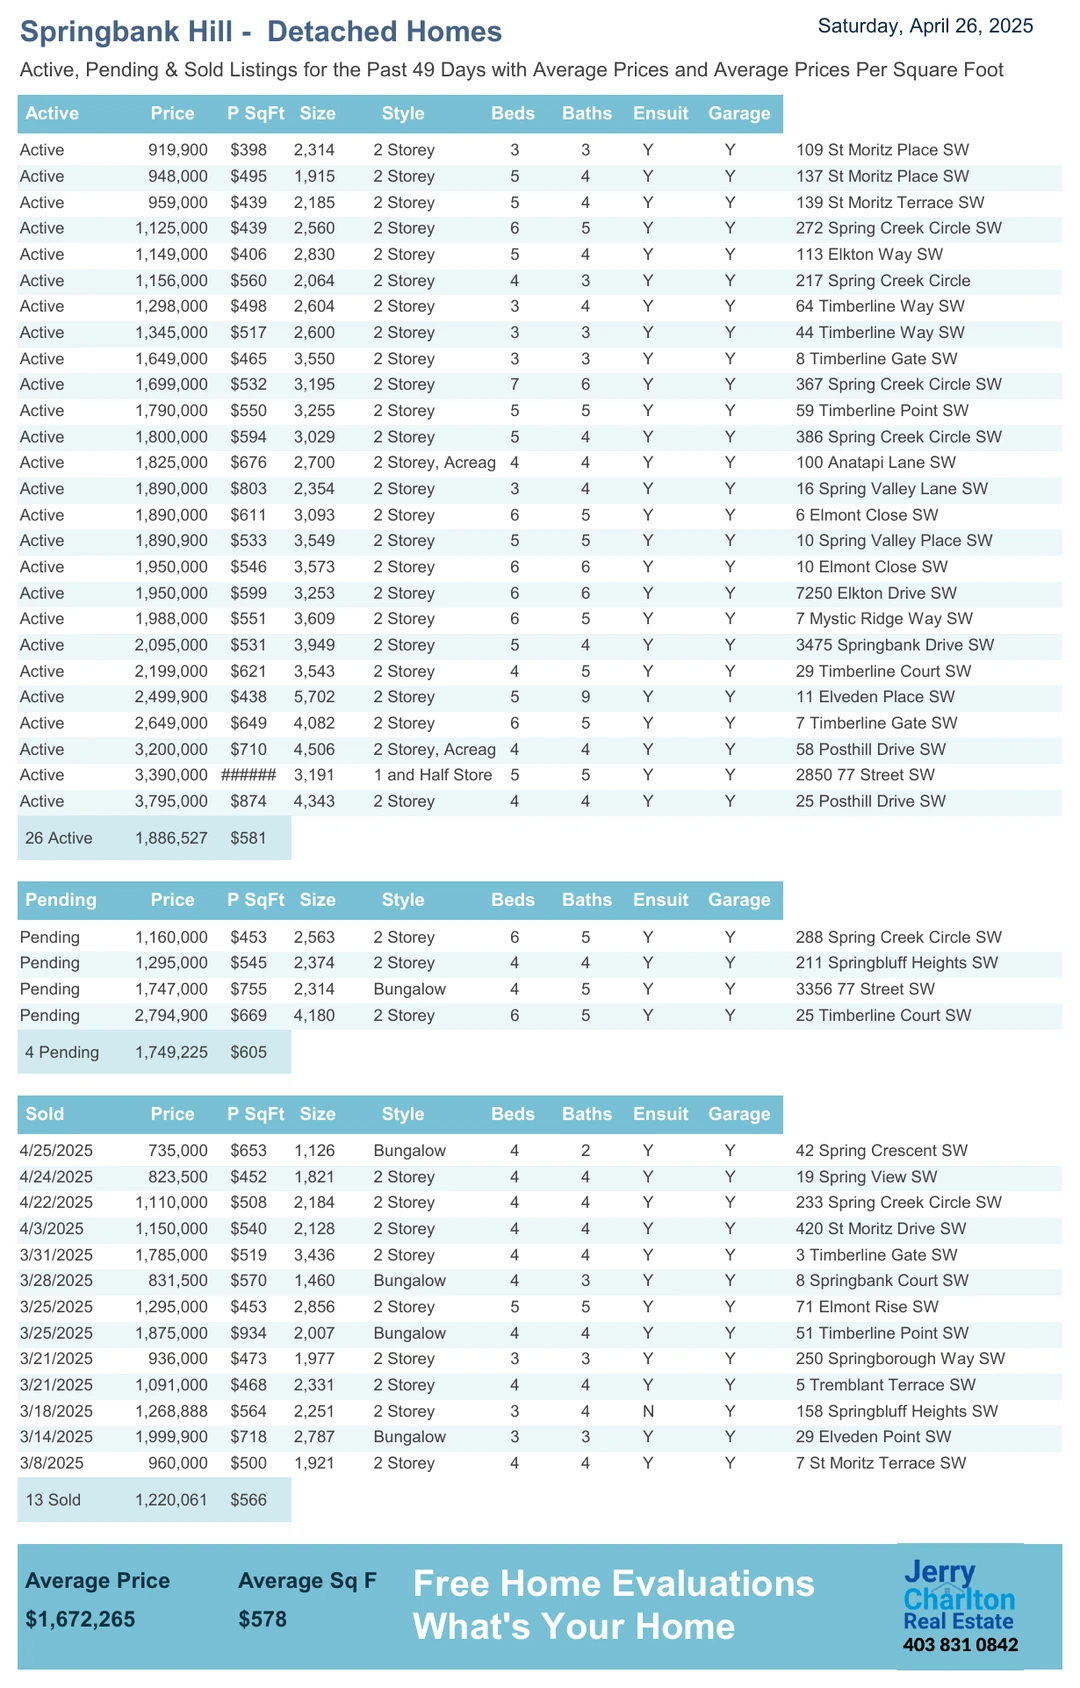 Springbank Hill -  Detached Homes
Saturday, April 26, 2025
Active, Pending & Sold Listings for the Past 49 Days with Average Prices and Average Prices Per Square Foot
Active Price P SqFt Size Style Beds Baths Ensuit Garage
Active 919,900 $398 2,314 2 Storey 3 3 Y Y 109 St Moritz Place SW
Active 948,000 $495 1,915 2 Storey 5 4 Y Y 137 St Moritz Place SW
Active 959,000 $439 2,185 2 Storey 5 4 Y Y 139 St Moritz Terrace SW
Active 1,125,000 $439 2,560 2 Storey 6 5 Y Y 272 Spring Creek Circle SW
Active 1,149,000 $406 2,830 2 Storey 5 4 Y Y 113 Elkton Way SW
Active 1,156,000 $560 2,064 2 Storey 4 3 Y Y 217 Spring Creek Circle
Active 1,298,000 $498 2,604 2 Storey 3 4 Y Y 64 Timberline Way SW
Active 1,345,000 $517 2,600 2 Storey 3 3 Y Y 44 Timberline Way SW
Active 1,649,000 $465 3,550 2 Storey 3 3 Y Y 8 Timberline Gate SW
Active 1,699,000 $532 3,195 2 Storey 7 6 Y Y 367 Spring Creek Circle SW
Active 1,790,000 $550 3,255 2 Storey 5 5 Y Y 59 Timberline Point SW
Active 1,800,000 $594 3,029 2 Storey 5 4 Y Y 386 Spring Creek Circle SW
Active 1,825,000 $676 2,700 2 Storey, Acreag 4 4 Y Y 100 Anatapi Lane SW
Active 1,890,000 $803 2,354 2 Storey 3 4 Y Y 16 Spring Valley Lane SW
Active 1,890,000 $611 3,093 2 Storey 6 5 Y Y 6 Elmont Close SW
Active 1,890,900 $533 3,549 2 Storey 5 5 Y Y 10 Spring Valley Place SW
Active 1,950,000 $546 3,573 2 Storey 6 6 Y Y 10 Elmont Close SW
Active 1,950,000 $599 3,253 2 Storey 6 6 Y Y 7250 Elkton Drive SW
Active 1,988,000 $551 3,609 2 Storey 6 5 Y Y 7 Mystic Ridge Way SW
Active 2,095,000 $531 3,949 2 Storey 5 4 Y Y 3475 Springbank Drive SW
Active 2,199,000 $621 3,543 2 Storey 4 5 Y Y 29 Timberline Court SW
Active 2,499,900 $438 5,702 2 Storey 5 9 Y Y 11 Elveden Place SW
Active 2,649,000 $649 4,082 2 Storey 6 5 Y Y 7 Timberline Gate SW
Active 3,200,000 $710 4,506 2 Storey, Acreag 4 4 Y Y 58 Posthill Drive SW
Active 3,390,000 ###### 3,191 1 and Half Store 5 5 Y Y 2850 77 Street SW
Active 3,795,000 $874 4,343 2 Storey 4 4 Y Y 25 Posthill Drive SW
26 Active 1,886,527 $581
Pending Price P SqFt Size Style Beds Baths Ensuit Garage
Pending 1,160,000 $453 2,563 2 Storey 6 5 Y Y 288 Spring Creek Circle SW
Pending 1,295,000 $545 2,374 2 Storey 4 4 Y Y 211 Springbluff Heights SW
Pending 1,747,000 $755 2,314 Bungalow 4 5 Y Y 3356 77 Street SW
Pending 2,794,900 $669 4,180 2 Storey 6 5 Y Y 25 Timberline Court SW
4 Pending 1,749,225 $605
Sold Price P SqFt Size Style Beds Baths Ensuit Garage
4/25/2025 735,000 $653 1,126 Bungalow 4 2 Y Y 42 Spring Crescent SW
4/24/2025 823,500 $452 1,821 2 Storey 4 4 Y Y 19 Spring View SW
4/22/2025 1,110,000 $508 2,184 2 Storey 4 4 Y Y 233 Spring Creek Circle SW
4/3/2025 1,150,000 $540 2,128 2 Storey 4 4 Y Y 420 St Moritz Drive SW
3/31/2025 1,785,000 $519 3,436 2 Storey 4 4 Y Y 3 Timberline Gate SW
3/28/2025 831,500 $570 1,460 Bungalow 4 3 Y Y 8 Springbank Court SW
3/25/2025 1,295,000 $453 2,856 2 Storey 5 5 Y Y 71 Elmont Rise SW
3/25/2025 1,875,000 $934 2,007 Bungalow 4 4 Y Y 51 Timberline Point SW
3/21/2025 936,000 $473 1,977 2 Storey 3 3 Y Y 250 Springborough Way SW
3/21/2025 1,091,000 $468 2,331 2 Storey 4 4 Y Y 5 Tremblant Terrace SW
3/18/2025 1,268,888 $564 2,251 2 Storey 3 4 N Y 158 Springbluff Heights SW
3/14/2025 1,999,900 $718 2,787 Bungalow 3 3 Y Y 29 Elveden Point SW
3/8/2025 960,000 $500 1,921 2 Storey 4 4 Y Y 7 St Moritz Terrace SW
13 Sold 1,220,061 $566
Average Price Average Sq F
$1,672,265 $578
Free Home Evaluations
What's Your Home
Jerry
Charlton
Real Estate
403 831 0842